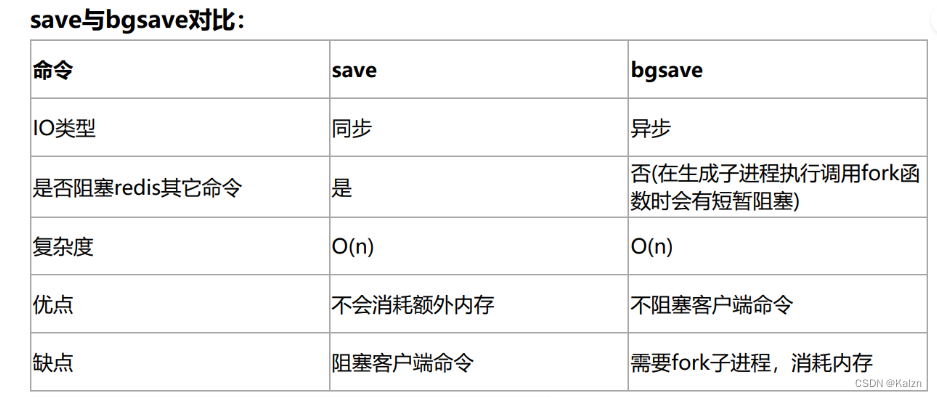 save与bgsave对比：
命令 save bgsave
IO类型 同步 异步
是否阻塞redis其它命令 是 否(在生成子进程执行调用fork函
数时会有短暂阻塞)
复杂度 O(n) O(n)
优点 不会消耗额外内存 不阻塞客户端命令
缺点 阻塞客户端命令 需要fork子进程，消耗内存
CSDN @Kalzn